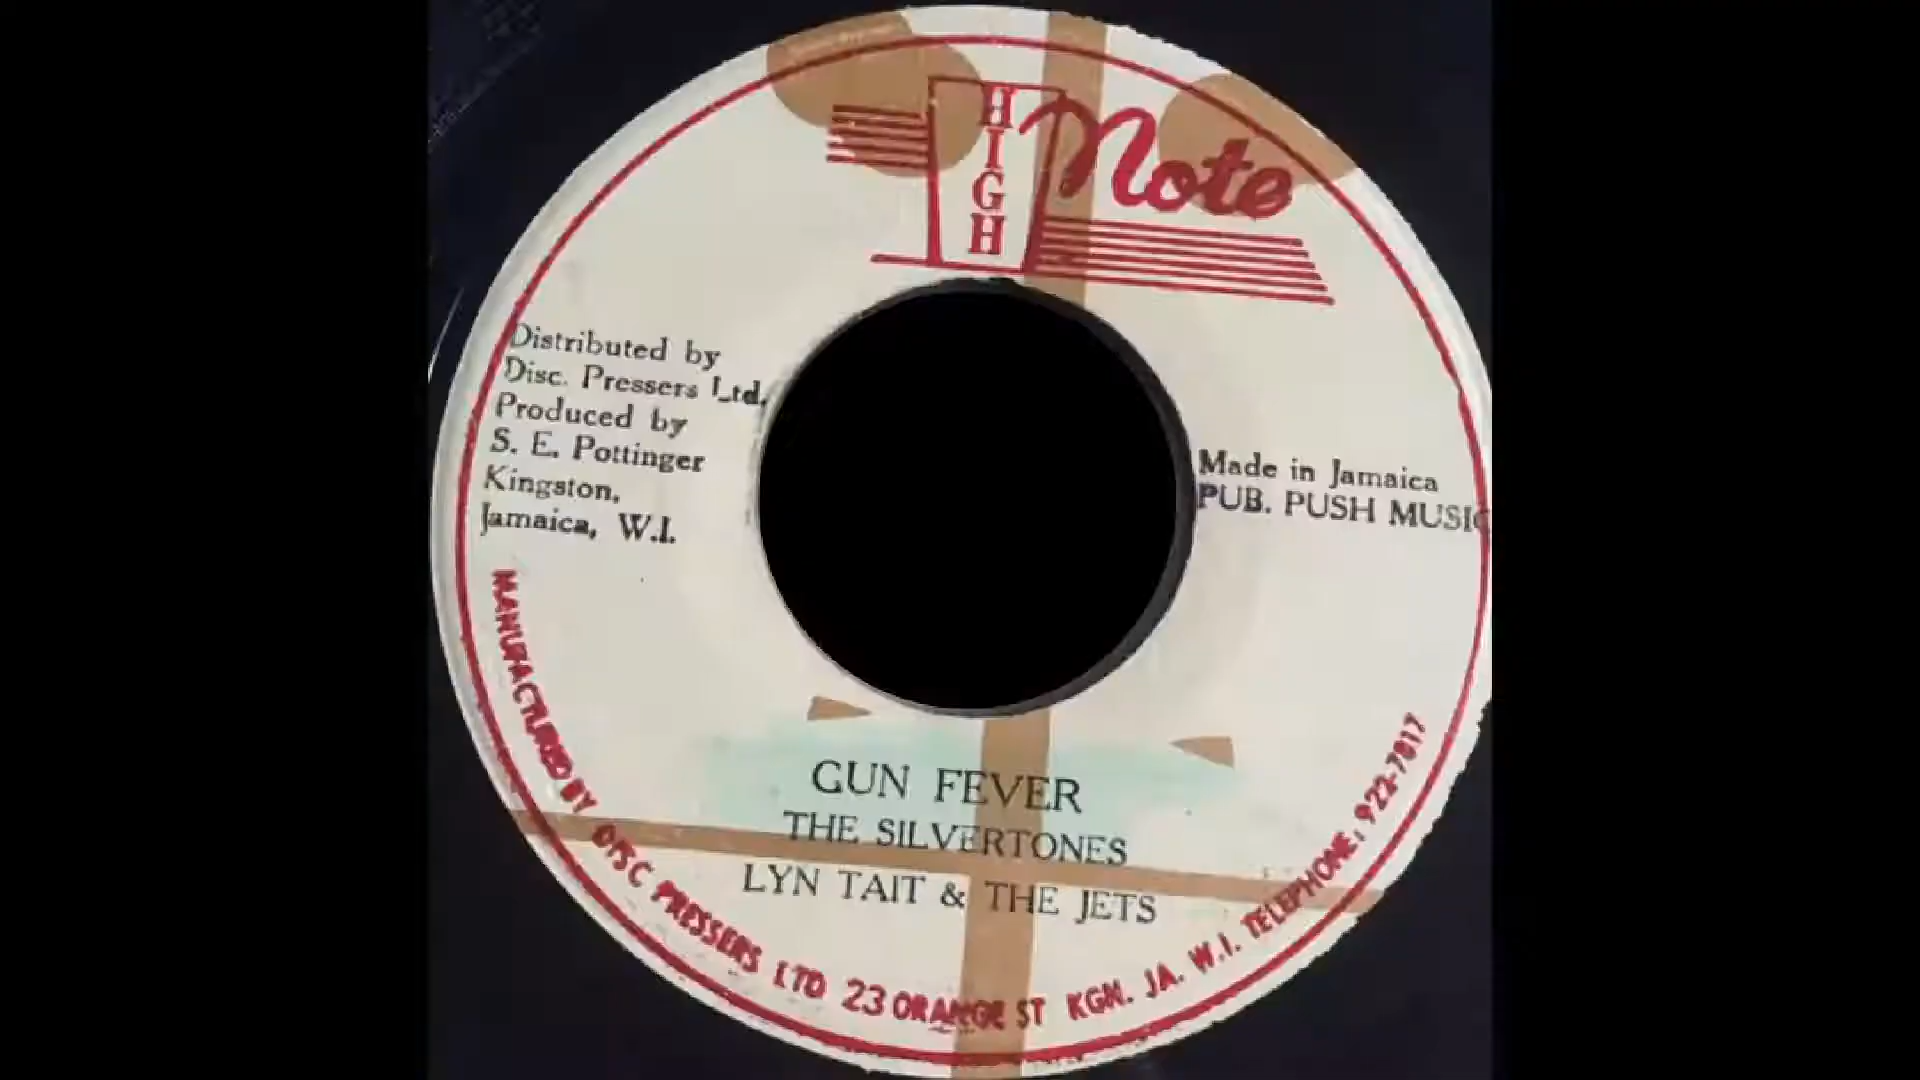 HIGH Note
Distributed by
Disc. Pressers Ltd.
Produced by
S. E. Pottinger
Kingston,
Jamaica, W.I.
Made in Jamaica
PUB. PUSH MUSIC
GUN FEVER
THE SILVERTONES
LYN TAIT & THE JETS
MANUFACTURED BY DISC PRESSERS LTD 23 ORANGE ST KGN. JA. W.I. TELEPHONE: 922-7817